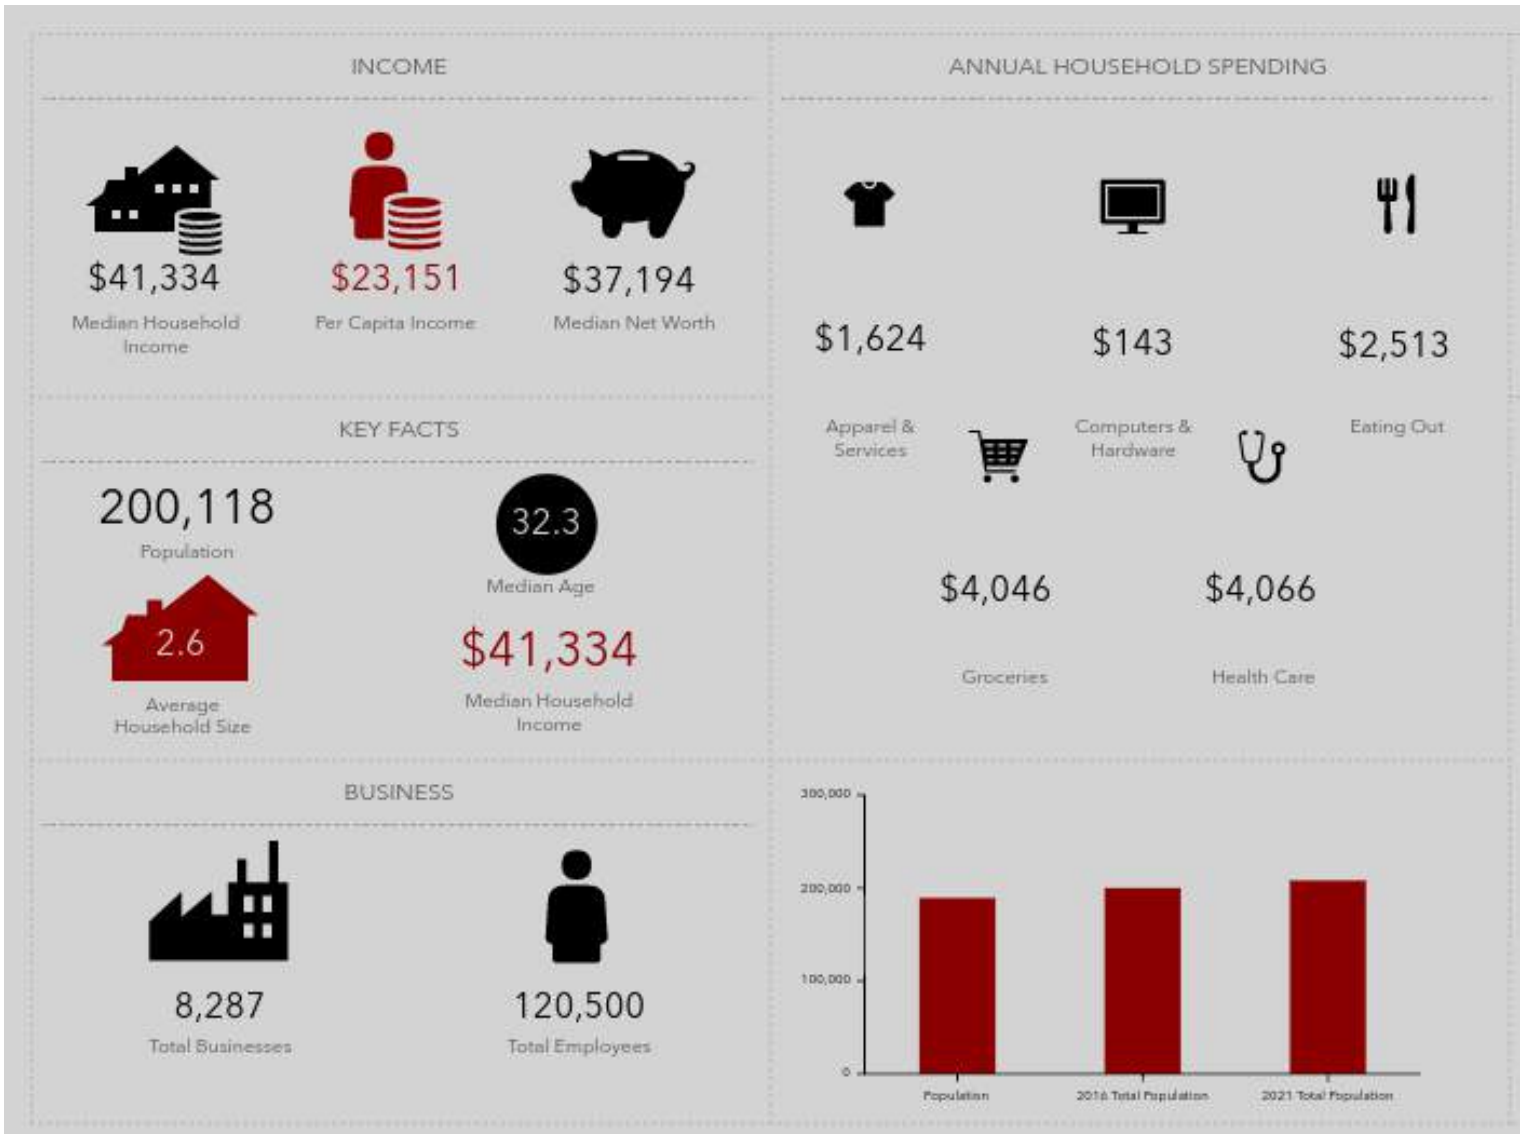 INCOME
$41,334
Median Household
Income
$23,151
Per Capita Income
$37,194
Median Net Worth
KEY FACTS
200,118
Population
32.3
Median Age
2.6
Average
Household Size
$41,334
Median Household
Income
BUSINESS
8,287
Total Businesses
120,500
Total Employees
ANNUAL HOUSEHOLD SPENDING
$1,624
Apparel &
Services
$143
Computers &
Hardware
$2,513
Eating Out
$4,046
Groceries
$4,066
Health Care
300,000
200,000
100,000
0
Population
2016 Total Population
2021 Total Population